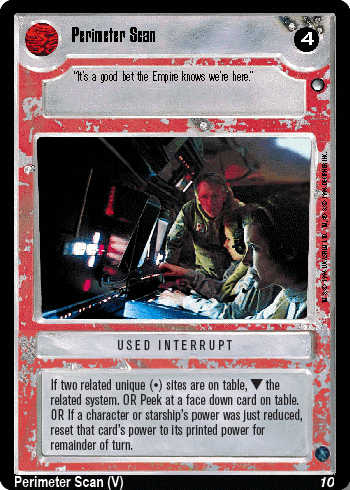 Perimeter Scan
4
"It's a good bet the Empire knows we're here."
USED INTERRUPT
If two related unique (•) sites are on table, ▼ the
related system. OR Peek at a face down card on table.
OR If a character or starship's power was just reduced,
reset that card's power to its printed power for
remainder of turn.
Perimeter Scan (V)
10